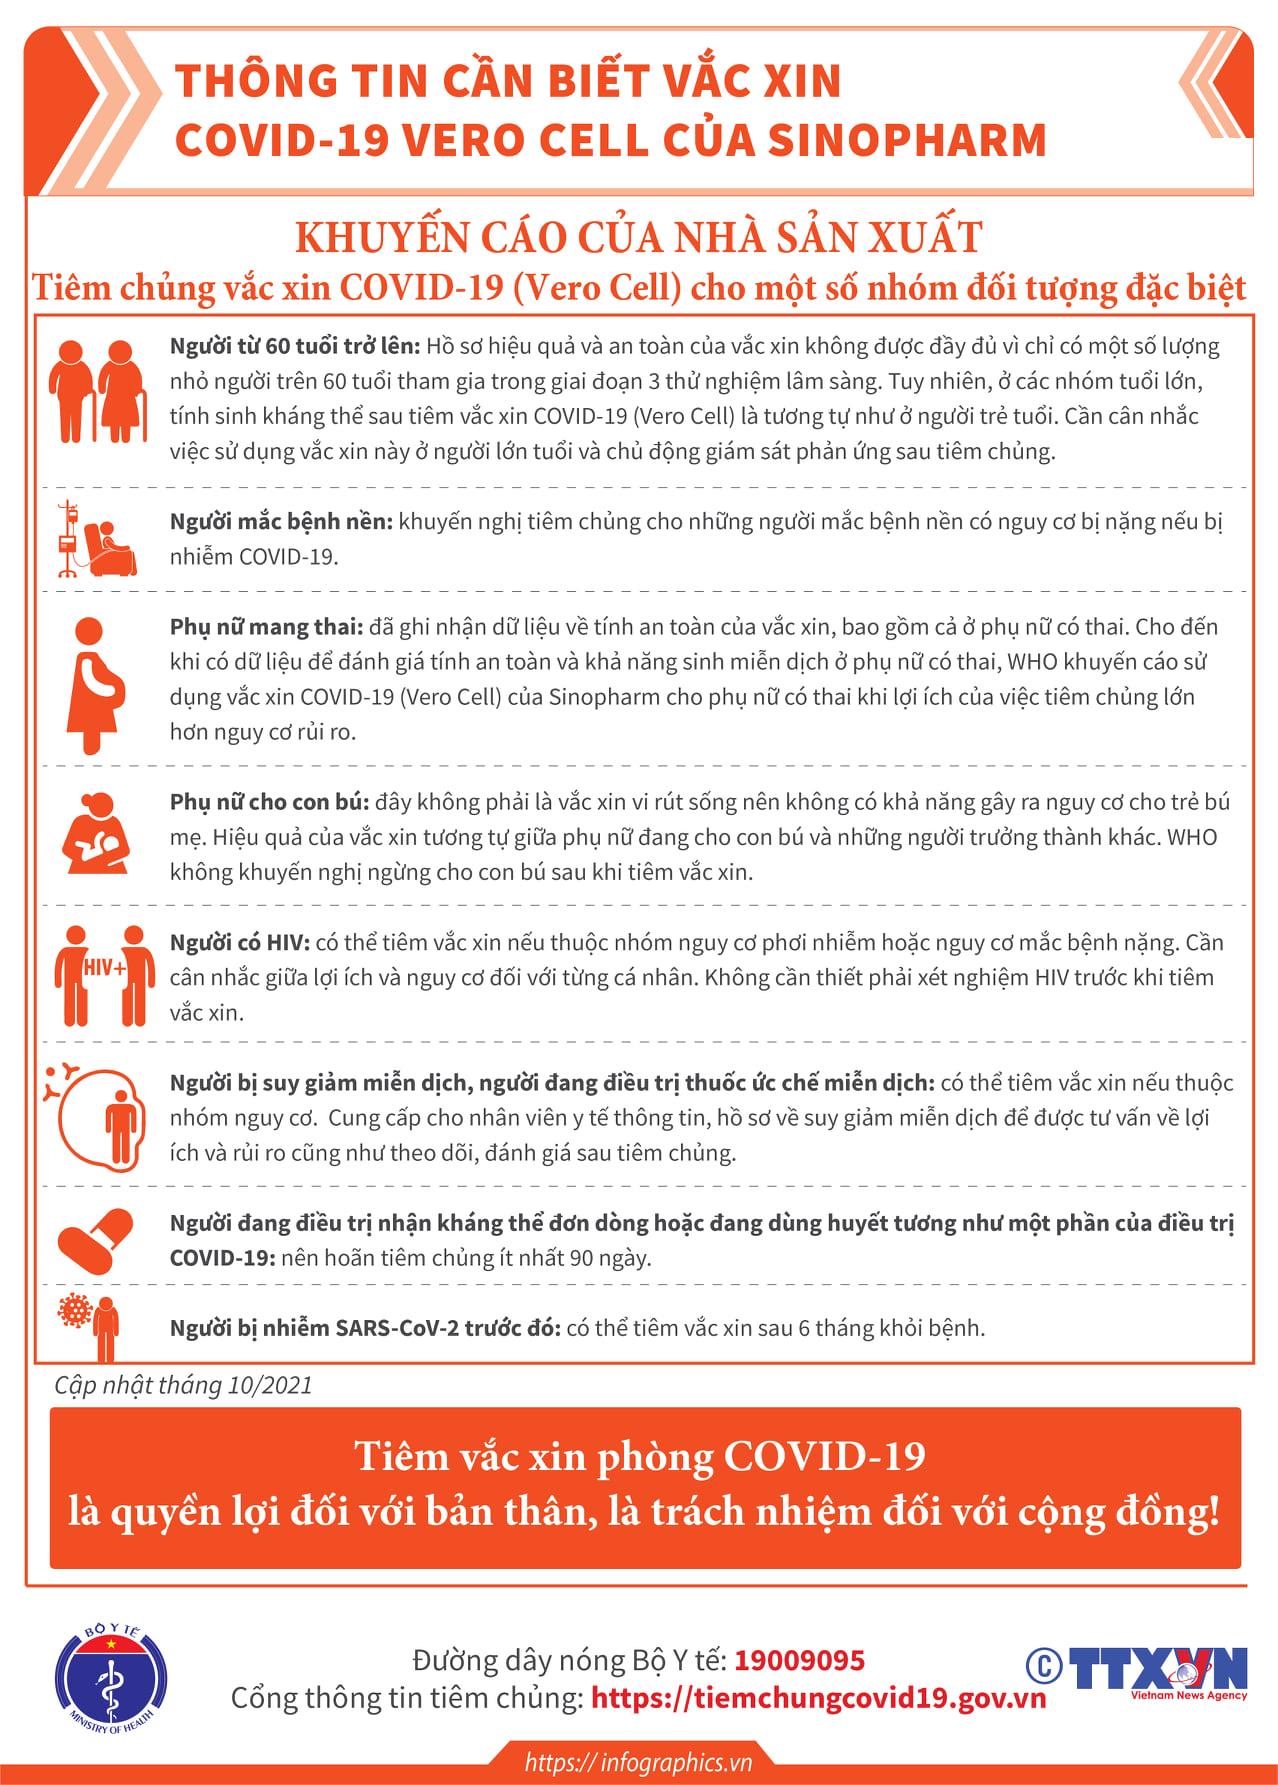 THÔNG TIN CẦN BIẾT VẮC XIN
COVID-19 VERO CELL CỦA SINOPHARM
KHUYẾN CÁO CỦA NHÀ SẢN XUẤT
Tiêm chủng vắc xin COVID-19 (Vero Cell) cho một số nhóm đối tượng đặc biệt
Người từ 60 tuổi trở lên: Hồ sơ hiệu quả và an toàn của vắc xin không được đầy đủ vì chỉ có một số lượng
nhỏ người trên 60 tuổi tham gia trong giai đoạn 3 thử nghiệm lâm sàng. Tuy nhiên, ở các nhóm tuổi lớn,
tính sinh kháng thể sau tiêm vắc xin COVID-19 (Vero Cell) là tương tự như ở người trẻ tuổi. Cần cân nhắc
việc sử dụng vắc xin này ở người lớn tuổi và chủ động giám sát phản ứng sau tiêm chủng.
Người mắc bệnh nền: khuyến nghị tiêm chủng cho những người mắc bệnh nền có nguy cơ bị nặng nếu bị
nhiễm COVID-19.
Phụ nữ mang thai: đã ghi nhận dữ liệu về tính an toàn của vắc xin, bao gồm cả ở phụ nữ có thai. Cho đến
khi có dữ liệu để đánh giá tính an toàn và khả năng sinh miễn dịch ở phụ nữ có thai, WHO khuyến cáo sử
dụng vắc xin COVID-19 (Vero Cell) của Sinopharm cho phụ nữ có thai khi lợi ích của việc tiêm chủng lớn
hơn nguy cơ rủi ro.
Phụ nữ cho con bú: đây không phải là vắc xin vi rút sống nên không có khả năng gây ra nguy cơ cho trẻ bú
mẹ. Hiệu quả của vắc xin tương tự giữa phụ nữ đang cho con bú và những người trưởng thành khác. WHO
không khuyến nghị ngừng cho con bú sau khi tiêm vắc xin.
HIV+
Người có HIV: có thể tiêm vắc xin nếu thuộc nhóm nguy cơ phơi nhiễm hoặc nguy cơ mắc bệnh nặng. Cần
cân nhắc giữa lợi ích và nguy cơ đối với từng cá nhân. Không cần thiết phải xét nghiệm HIV trước khi tiêm
vắc xin.
Người bị suy giảm miễn dịch, người đang điều trị thuốc ức chế miễn dịch: có thể tiêm vắc xin nếu thuộc
nhóm nguy cơ.  Cung cấp cho nhân viên y tế thông tin, hồ sơ về suy giảm miễn dịch để được tư vấn về lợi
ích và rủi ro cũng như theo dõi, đánh giá sau tiêm chủng.
Người đang điều trị nhận kháng thể đơn dòng hoặc đang dùng huyết tương như một phần của điều trị
COVID-19: nên hoãn tiêm chủng ít nhất 90 ngày.
Người bị nhiễm SARS-CoV-2 trước đó: có thể tiêm vắc xin sau 6 tháng khỏi bệnh.
Cập nhật tháng 10/2021
Tiêm vắc xin phòng COVID-19
là quyền lợi đối với bản thân, là trách nhiệm đối với cộng đồng!
BỘ Y TẾ
MINISTRY OF HEALTH
Đường dây nóng Bộ Y tế: 19009095
Cổng thông tin tiêm chủng: https://tiemchungcovid19.gov.vn
© TTXVN
Vietnam News Agency
https:// infographics.vn